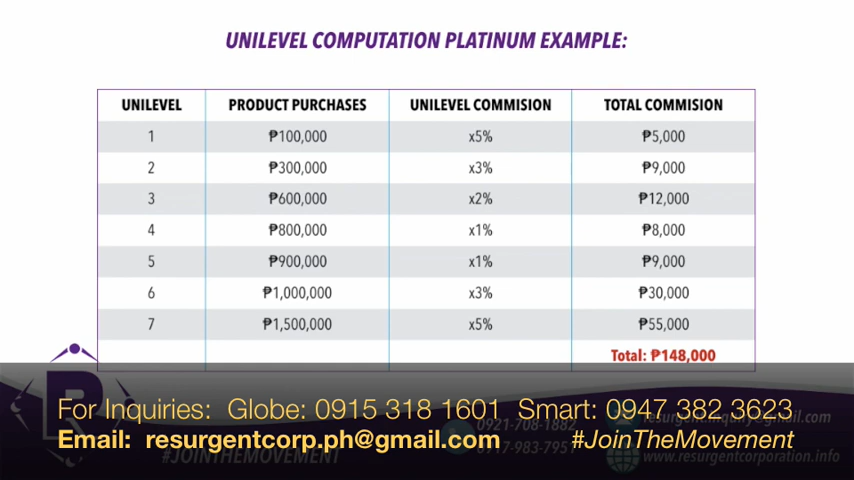 UNILEVEL COMPUTATION PLATINUM EXAMPLE:
UNILEVEL PRODUCT PURCHASES UNILEVEL COMMISION TOTAL COMMISION
1 ₱100,000 x5% ₱5,000
2 ₱300,000 x3% ₱9,000
3 ₱600,000 x2% ₱12,000
4 ₱800,000 x1% ₱8,000
5 ₱900,000 x1% ₱9,000
6 ₱1,000,000 x3% ₱30,000
7 ₱1,500,000 x5% ₱55,000
Total: ₱148,000
For Inquiries: Globe: 0915 318 1601 Smart: 0947 382 3623
Email: resurgentcorp.ph@gmail.com #JoinTheMovement
0921-708-1882
#JOINTHEMOVEMENT www.resurgentcorporation.info